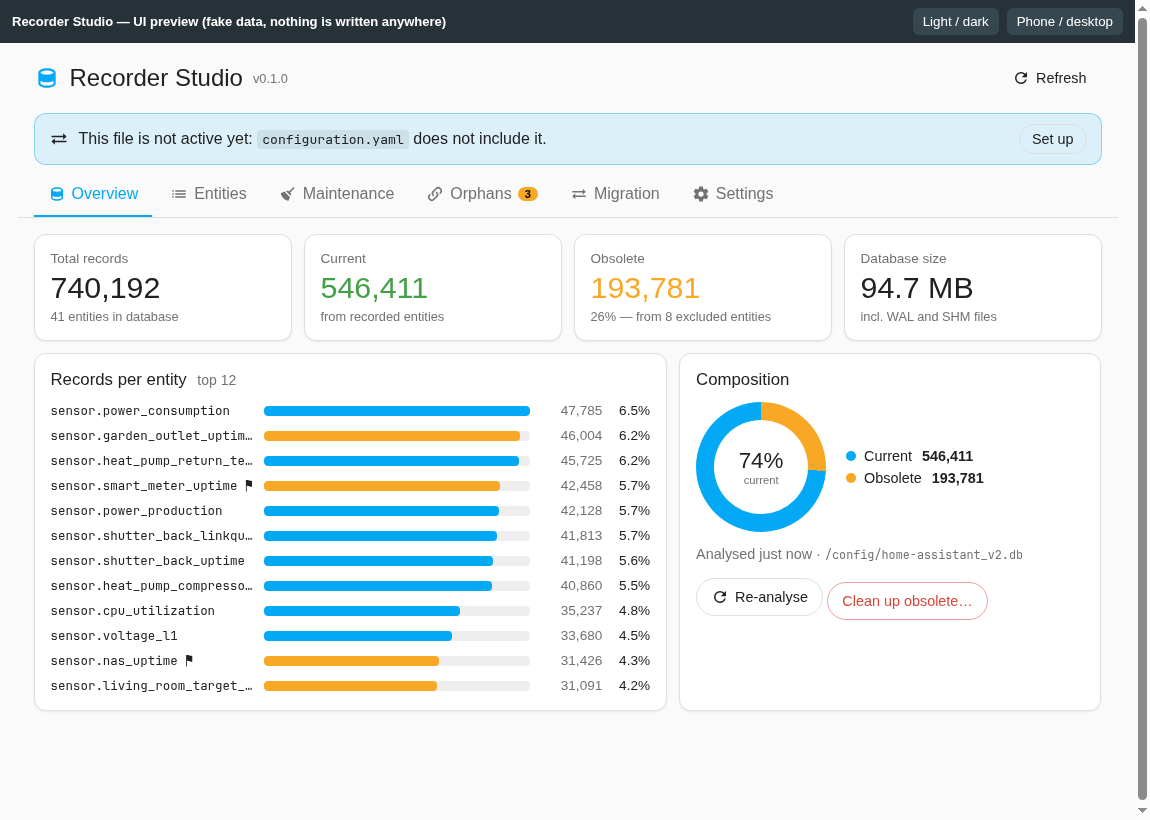 Recorder Studio — UI preview (fake data, nothing is written anywhere)
Light / dark
Phone / desktop
Recorder Studio v0.1.0
Refresh
This file is not active yet: configuration.yaml does not include it.
Set up
Overview
Entities
Maintenance
Orphans 3
Migration
Settings
Total records
740,192
41 entities in database
Current
546,411
from recorded entities
Obsolete
193,781
26% — from 8 excluded entities
Database size
94.7 MB
incl. WAL and SHM files
Records per entity top 12
sensor.power_consumption 47,785 6.5%
sensor.garden_outlet_uptim… 46,004 6.2%
sensor.heat_pump_return_te… 45,725 6.2%
sensor.smart_meter_uptime 42,458 5.7%
sensor.power_production 42,128 5.7%
sensor.shutter_back_linkqu… 41,813 5.7%
sensor.shutter_back_uptime 41,198 5.6%
sensor.heat_pump_compresso… 40,860 5.5%
sensor.cpu_utilization 35,237 4.8%
sensor.voltage_l1 33,680 4.5%
sensor.nas_uptime 31,426 4.3%
sensor.living_room_target_… 31,091 4.2%
Composition
74%
current
Current 546,411
Obsolete 193,781
Analysed just now · /config/home-assistant_v2.db
Re-analyse
Clean up obsolete…